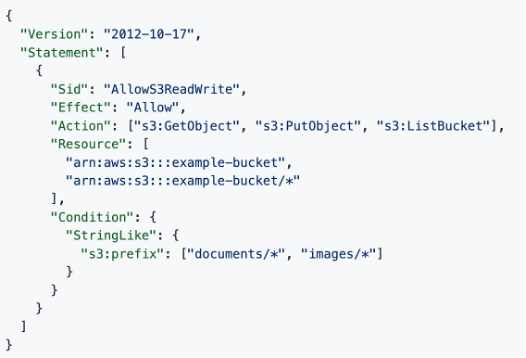 {
  "Version": "2012-10-17",
  "Statement": [
    {
      "Sid": "AllowS3ReadWrite",
      "Effect": "Allow",
      "Action": ["s3:GetObject", "s3:PutObject", "s3:ListBucket"],
      "Resource": [
        "arn:aws:s3:::example-bucket",
        "arn:aws:s3:::example-bucket/*"
      ],
      "Condition": {
        "StringLike": {
          "s3:prefix": ["documents/*", "images/*"]
        }
      }
    }
  ]
}